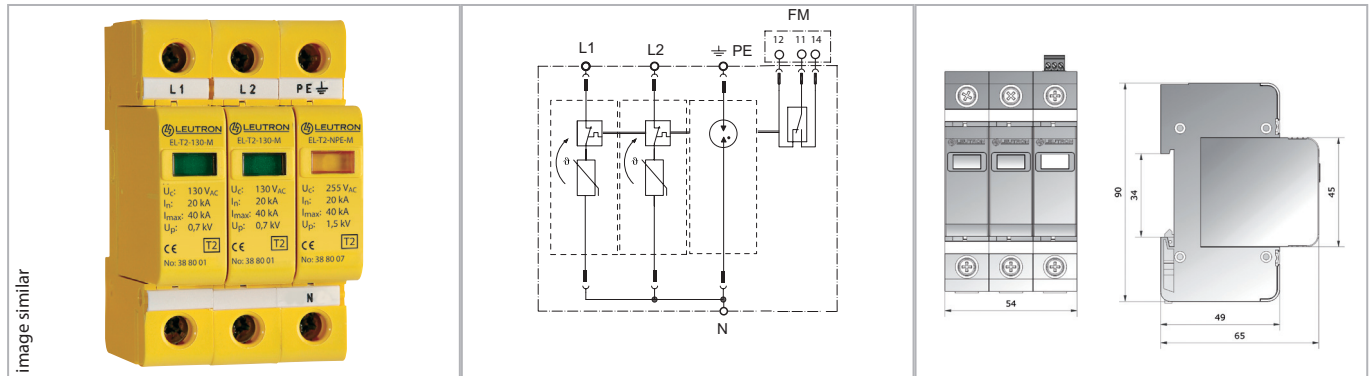 image similar
L1
L2
PE
LEUTRON
EL-T2-130-M
Uc: 130 VAC
In: 20 kA
Imax: 40 kA
Up: 0,7 kV
CE T2
No: 38 80 01
LEUTRON
EL-T2-130-M
Uc: 130 VAC
In: 20 kA
Imax: 40 kA
Up: 0,7 kV
CE T2
No: 38 80 01
LEUTRON
EL-T2-NPE-M
Uc: 255 VAC
In: 20 kA
Imax: 40 kA
Up: 1,5 kV
CE T2
No: 38 80 07
N
FM
12 11 14
L1
L2
PE
ϑ
ϑ
N
LEUTRON
LEUTRON
LEUTRON
54
90
34
45
49
65